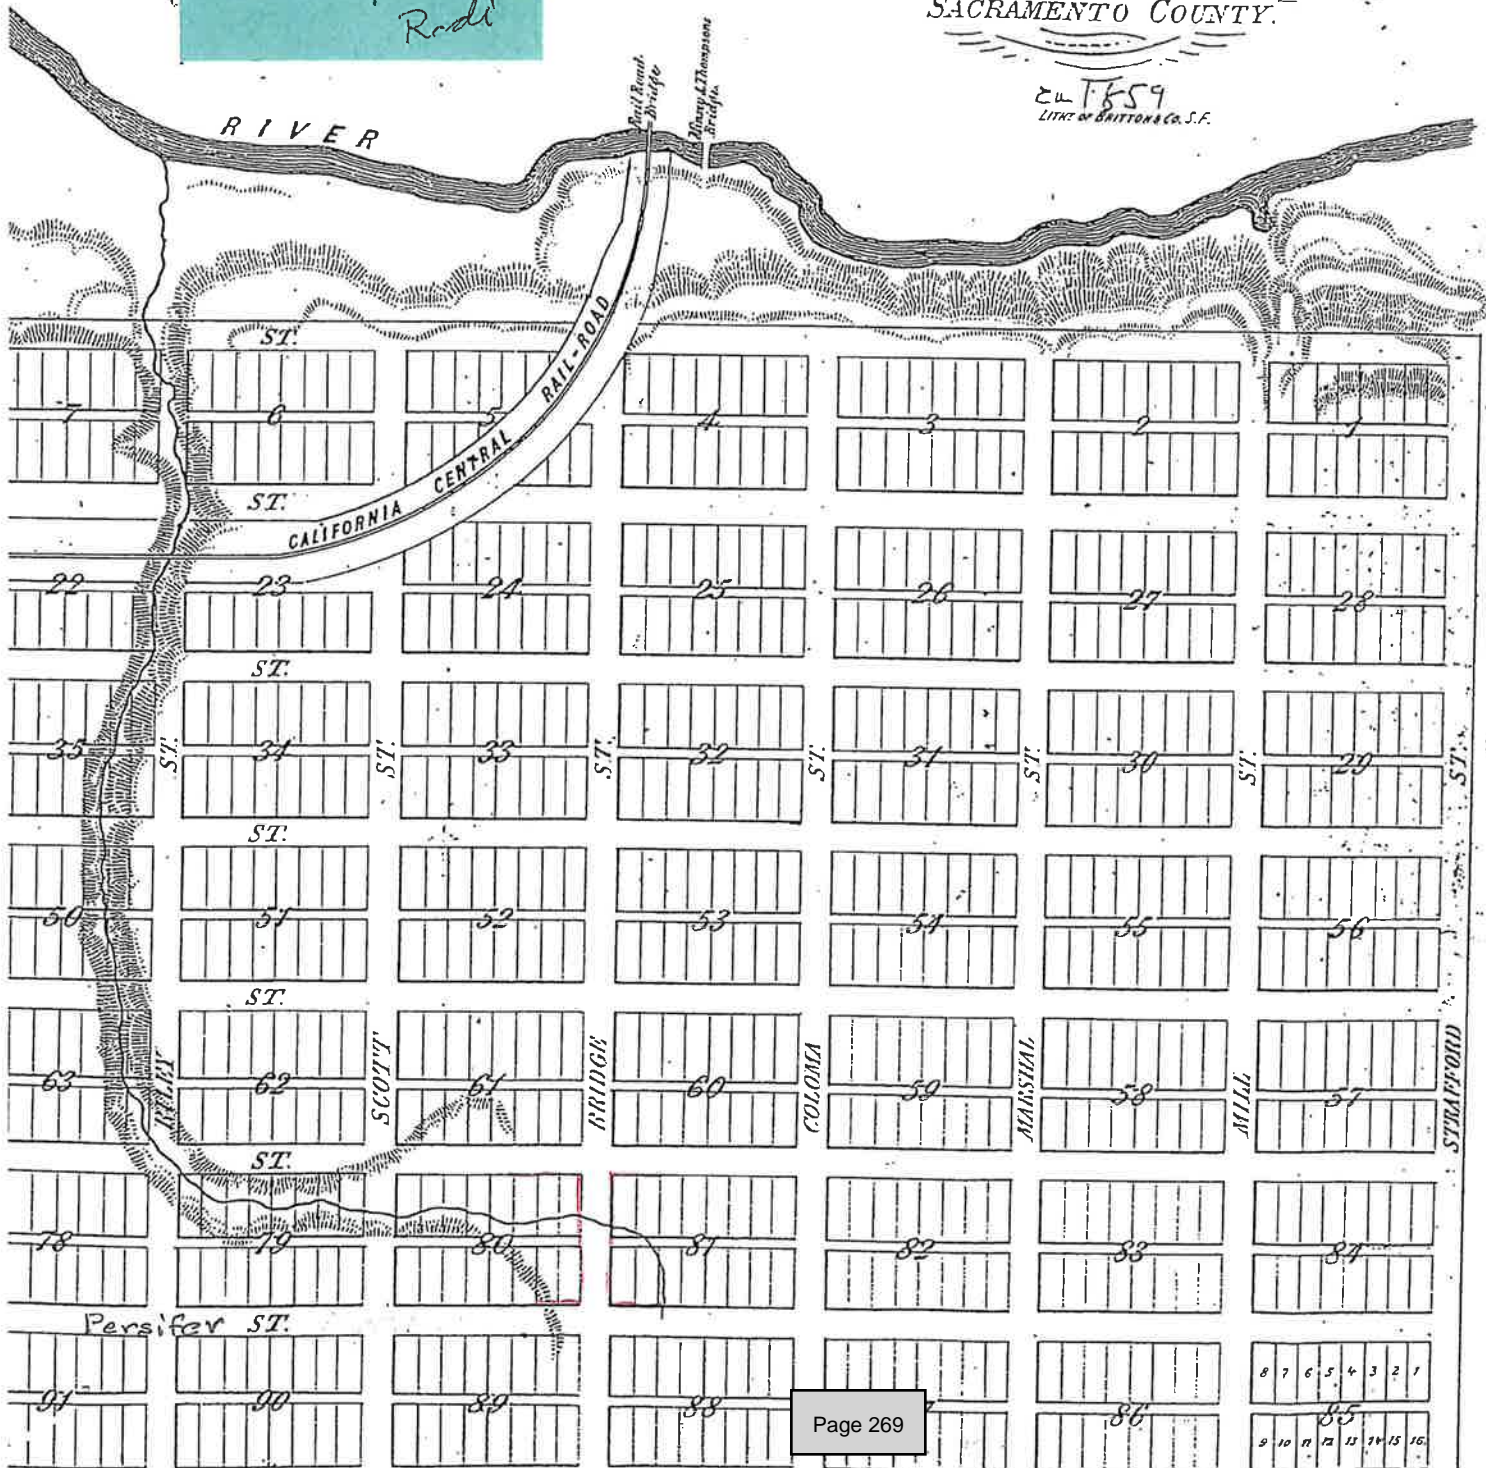 SACRAMENTO COUNTY.
1859
LITHY OF BRITTON & CO. S.F.
RIVER
Rail Road Bridge
Thompsons Bridge
CALIFORNIA CENTRAL RAIL-ROAD
ST.
7 6 5 4 3 2 1
ST.
22 23 24 25 26 27 28
ST.
35 34 33 32 31 30 29
ST. ST. ST. ST. ST. ST. ST.
ST.
50 51 52 53 54 55 56
ST.
63 62 61 60 59 58 57
SCOTT BRIDGE COLOMA MARSHAL MILL STRAFFORD
ST.
78 79 80 81 82 83 84
Persifer ST.
8 7 6 5 4 3 2 1
91 90 89 88 86 85
9 10 11 12 13 14 15 16
Page 269